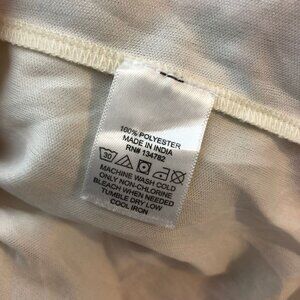 100% POLYESTER
MADE IN INDIA
RN# 134782
30
MACHINE WASH COLD
ONLY NON-CHLORINE
BLEACH WHEN NEEDED
TUMBLE DRY LOW
COOL IRON